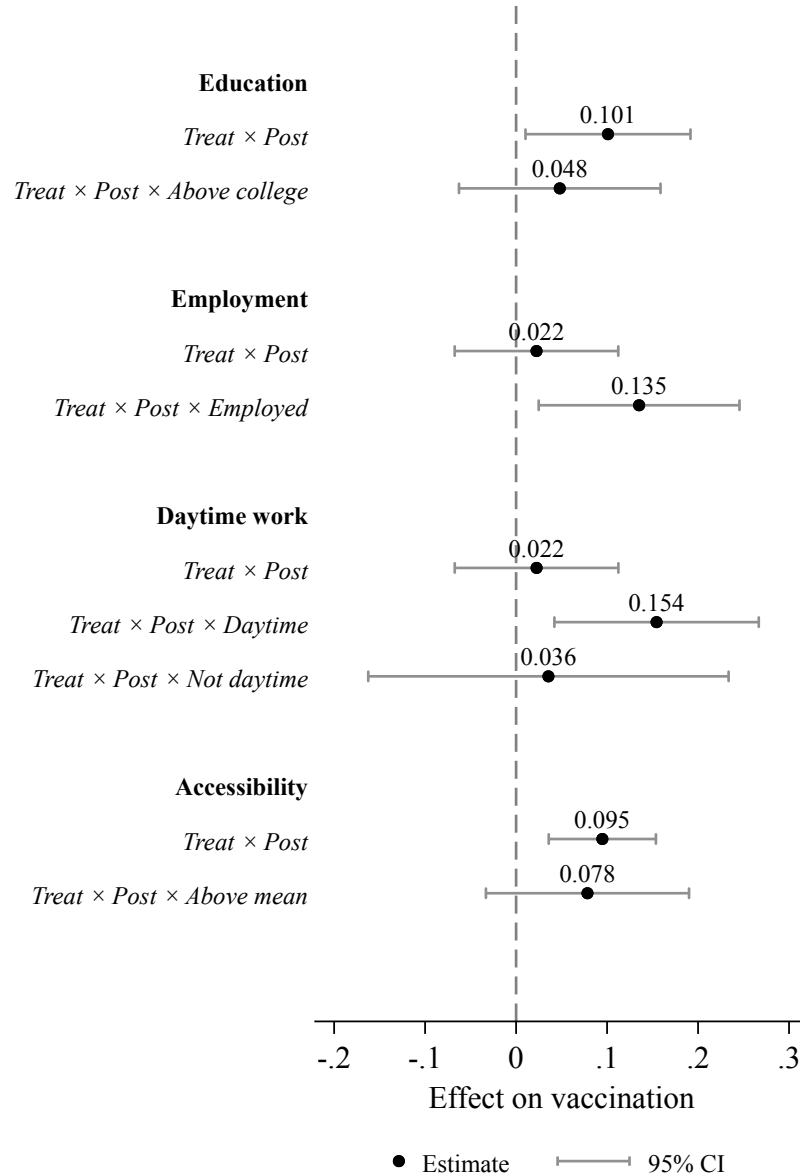 Education
0.101
Treat × Post
0.048
Treat × Post × Above college
Employment
0.022
Treat × Post
0.135
Treat × Post × Employed
Daytime work
0.022
Treat × Post
0.154
Treat × Post × Daytime
0.036
Treat × Post × Not daytime
Accessibility
0.095
Treat × Post
0.078
Treat × Post × Above mean
-.2 -.1 0 .1 .2 .3
Effect on vaccination
Estimate 95% CI